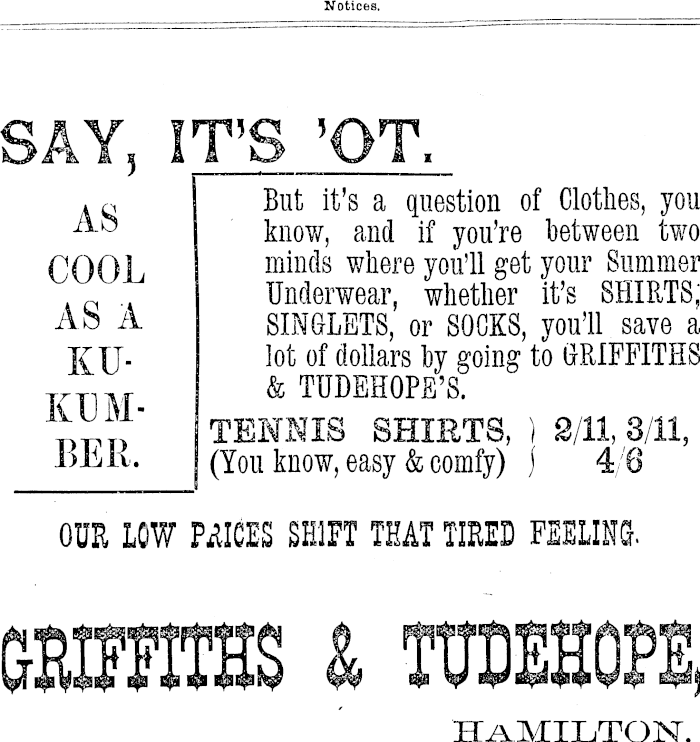 Notices.
SAY, IT'S 'OT.
AS
COOL
AS A
KU-
KUM-
BER.
But it's a question of Clothes, you
know, and if you're between two
minds where you'll get your Summer
Underwear, whether it's SHIRTS,
SINGLETS, or SOCKS, you'll save a
lot of dollars by going to GRIFFITHS
& TUDEHOPE'S.
TENNIS SHIRTS, } 2/11, 3/11,
(You know, easy & comfy) } 4/6
OUR LOW PRICES SHIFT THAT TIRED FEELING.
GRIFFITHS & TUDEHOPE,
HAMILTON.